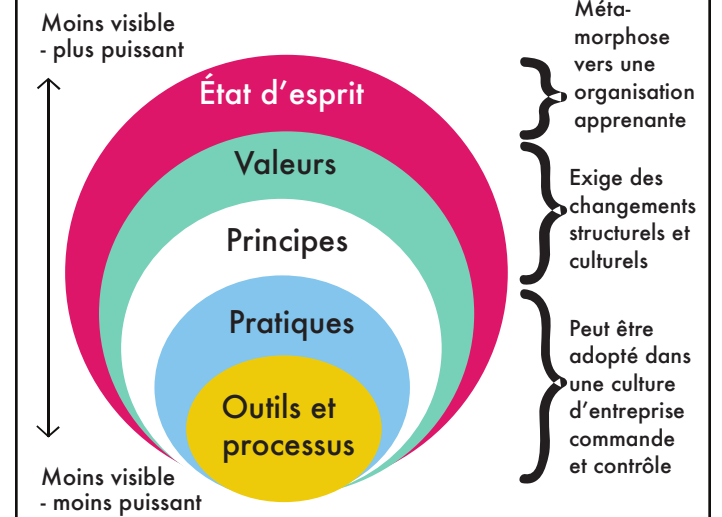 Moins visible
- plus puissant
État d'esprit
Valeurs
Principes
Pratiques
Outils et
processus
Moins visible
- moins puissant
Méta-
morphose
vers une
organisation
apprenante
Exige des
changements
structurels et
culturels
Peut être
adopté dans
une culture
d'entreprise
commande
et contrôle